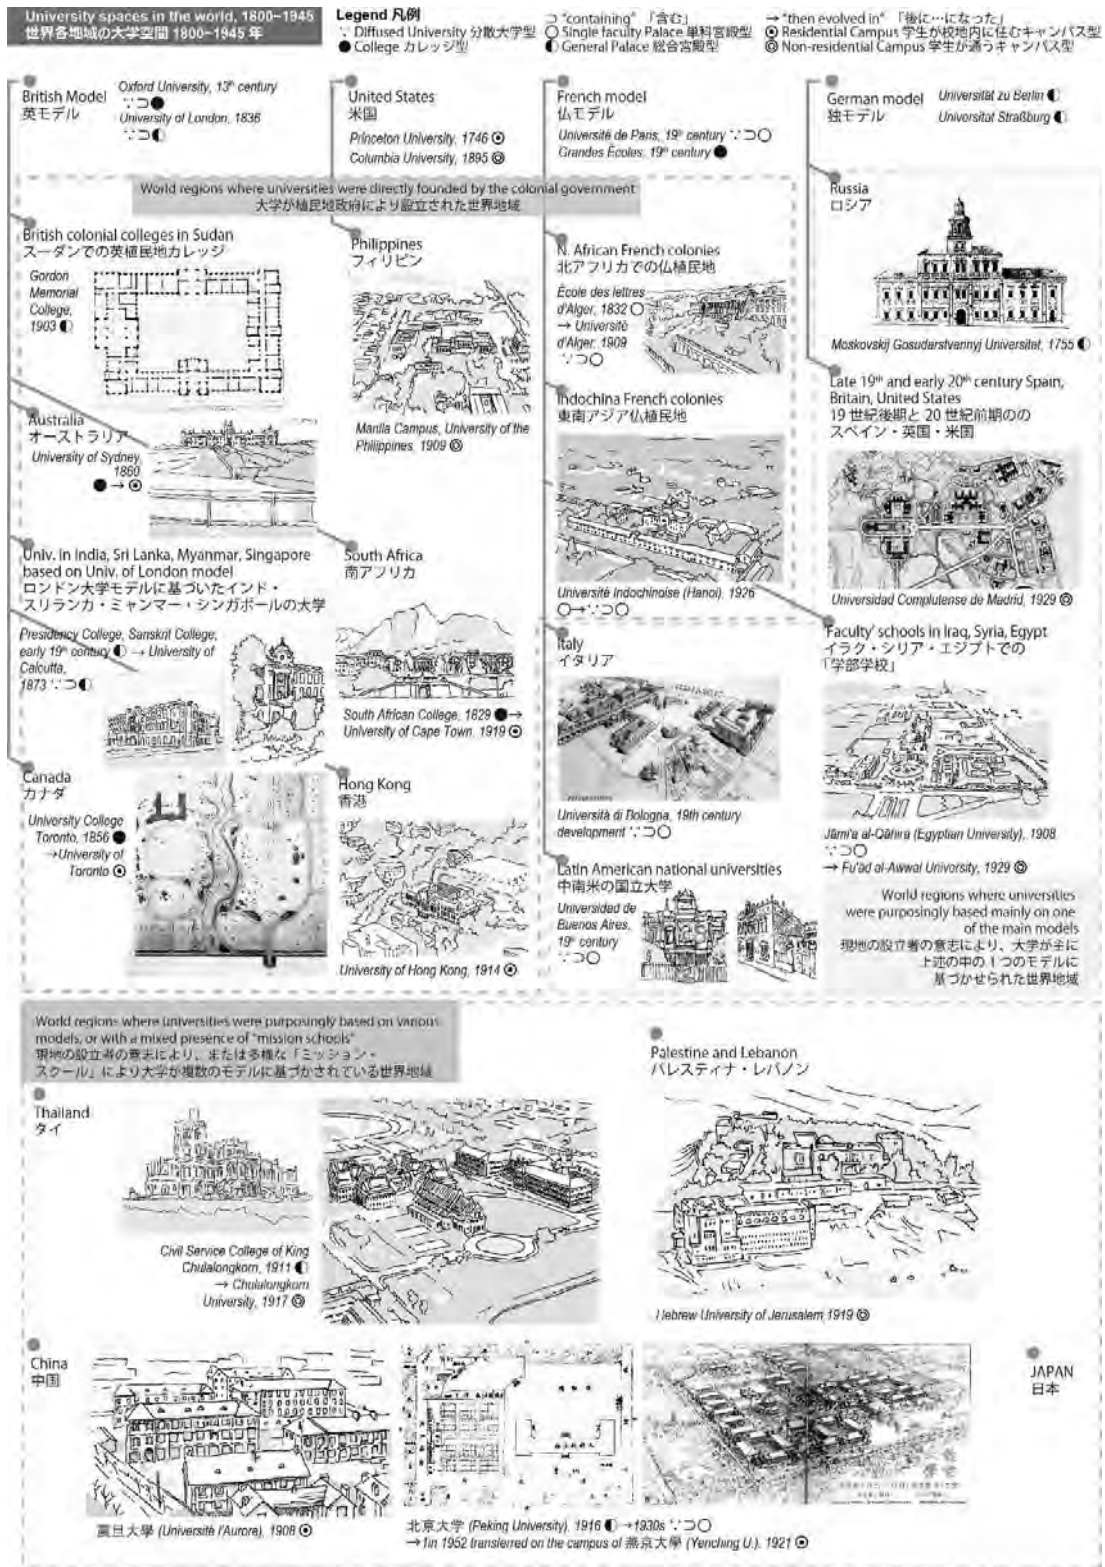 University spaces in the world, 1800–1945
世界各地域の大学空間 1800–1945 年
Legend 凡例
∵ Diffused University 分散大学型
● College カレッジ型
⊃ "containing" 「含む」
○ Single faculty Palace 単科宮殿型
◐ General Palace 総合宮殿型
→ "then evolved in" 「後に…になった」
⦿ Residential Campus 学生が校地内に住むキャンパス型
◎ Non-residential Campus 学生が通うキャンパス型
British Model
英モデル
Oxford University, 13th century
∵⊃●
University of London, 1836
∵⊃◐
United States
米国
Princeton University, 1746 ⦿
Columbia University, 1895 ◎
French model
仏モデル
Université de Paris, 19th century ∵⊃○
Grandes Écoles, 19th century ●
German model
独モデル
Universität zu Berlin ◐
Universitat Straßburg ◐
World regions where universities were directly founded by the colonial government
大学が植民地政府により設立された世界地域
British colonial colleges in Sudan
スーダンでの英植民地カレッジ
Gordon
Memorial
College,
1903 ◐
Philippines
フィリピン
Manila Campus, University of the
Philippines, 1909 ◎
N. African French colonies
北アフリカでの仏植民地
École des lettres
d'Alger, 1832 ○
→ Université
d'Alger, 1909
∵⊃○
Russia
ロシア
Moskovskij Gosudarstvennyj Universitat, 1755 ◐
Australia
オーストラリア
University of Sydney,
1860
● → ⦿
Indochina French colonies
東南アジア仏植民地
Université Indochinoise (Hanoi), 1926
○→∵⊃○
Late 19th and early 20th century Spain,
Britain, United States
19 世紀後期と 20 世紀前期のの
スペイン・英国・米国
Universidad Complutense de Madrid, 1929 ◎
Univ. in India, Sri Lanka, Myanmar, Singapore
based on Univ. of London model
ロンドン大学モデルに基づいたインド・
スリランカ・ミャンマー・シンガポールの大学
Presidency College, Sanskrit College,
early 19th century ◐ → University of
Calcutta,
1873 ∵⊃◐
South Africa
南アフリカ
South African College, 1829 ●→
University of Cape Town, 1919 ⦿
Italy
イタリア
Università di Bologna, 19th century
development ∵⊃○
'Faculty' schools in Iraq, Syria, Egypt
イラク・シリア・エジプトでの
「学部学校」
Jāmi'a al-Qāhira (Egyptian University), 1908
∵⊃○
→ Fu'ād al-Awwal University, 1929 ◎
Canada
カナダ
University College
Toronto, 1856 ●
→University of
Toronto ⦿
Hong Kong
香港
University of Hong Kong, 1914 ⦿
Latin American national universities
中南米の国立大学
Universidad de
Buenos Aires,
19th century
∵⊃○
World regions where universities
were purposingly based mainly on one
of the main models
現地の設立者の意志により、大学が主に
上述の中の 1 つのモデルに
基づかせられた世界地域
World regions where universities were purposingly based on various
models, or with a mixed presence of "mission schools"
現地の設立者の意志により、または多様な「ミッション・
スクール」により大学が複数のモデルに基づかされている世界地域
Thailand
タイ
Civil Service College of King
Chulalongkorn, 1911 ◐
→ Chulalongkorn
University, 1917 ◎
Palestine and Lebanon
パレスティナ・レバノン
Hebrew University of Jerusalem 1919 ◎
China
中国
震旦大學 (Université l'Aurore), 1908 ⦿
北京大学 (Peking University), 1916 ◐ →1930s ∵⊃○
→ 1in 1952 transferred on the campus of 燕京大學 (Yenching U.), 1921 ⦿
JAPAN
日本